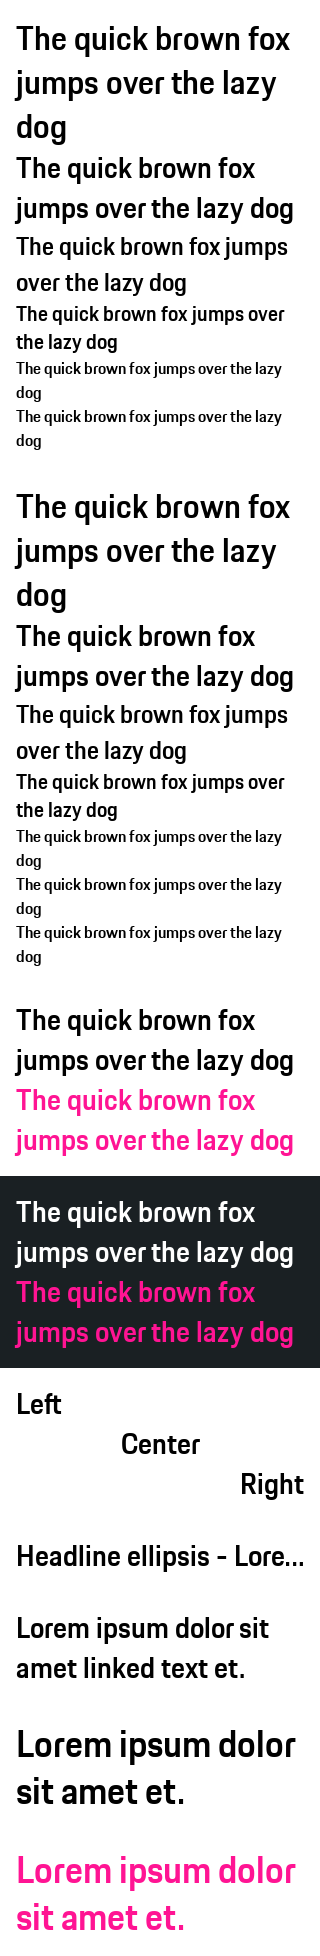 The quick brown fox
jumps over the lazy
dog
The quick brown fox
jumps over the lazy dog
The quick brown fox jumps
over the lazy dog
The quick brown fox jumps over
the lazy dog
The quick brown fox jumps over the lazy
dog
The quick brown fox jumps over the lazy
dog
The quick brown fox
jumps over the lazy
dog
The quick brown fox
jumps over the lazy dog
The quick brown fox jumps
over the lazy dog
The quick brown fox jumps over
the lazy dog
The quick brown fox jumps over the lazy
dog
The quick brown fox jumps over the lazy
dog
The quick brown fox jumps over the lazy
dog
The quick brown fox
jumps over the lazy dog
The quick brown fox
jumps over the lazy dog
The quick brown fox
jumps over the lazy dog
The quick brown fox
jumps over the lazy dog
Left
Center
Right
Headline ellipsis - Lore...
Lorem ipsum dolor sit
amet linked text et.
Lorem ipsum dolor
sit amet et.
Lorem ipsum dolor
sit amet et.